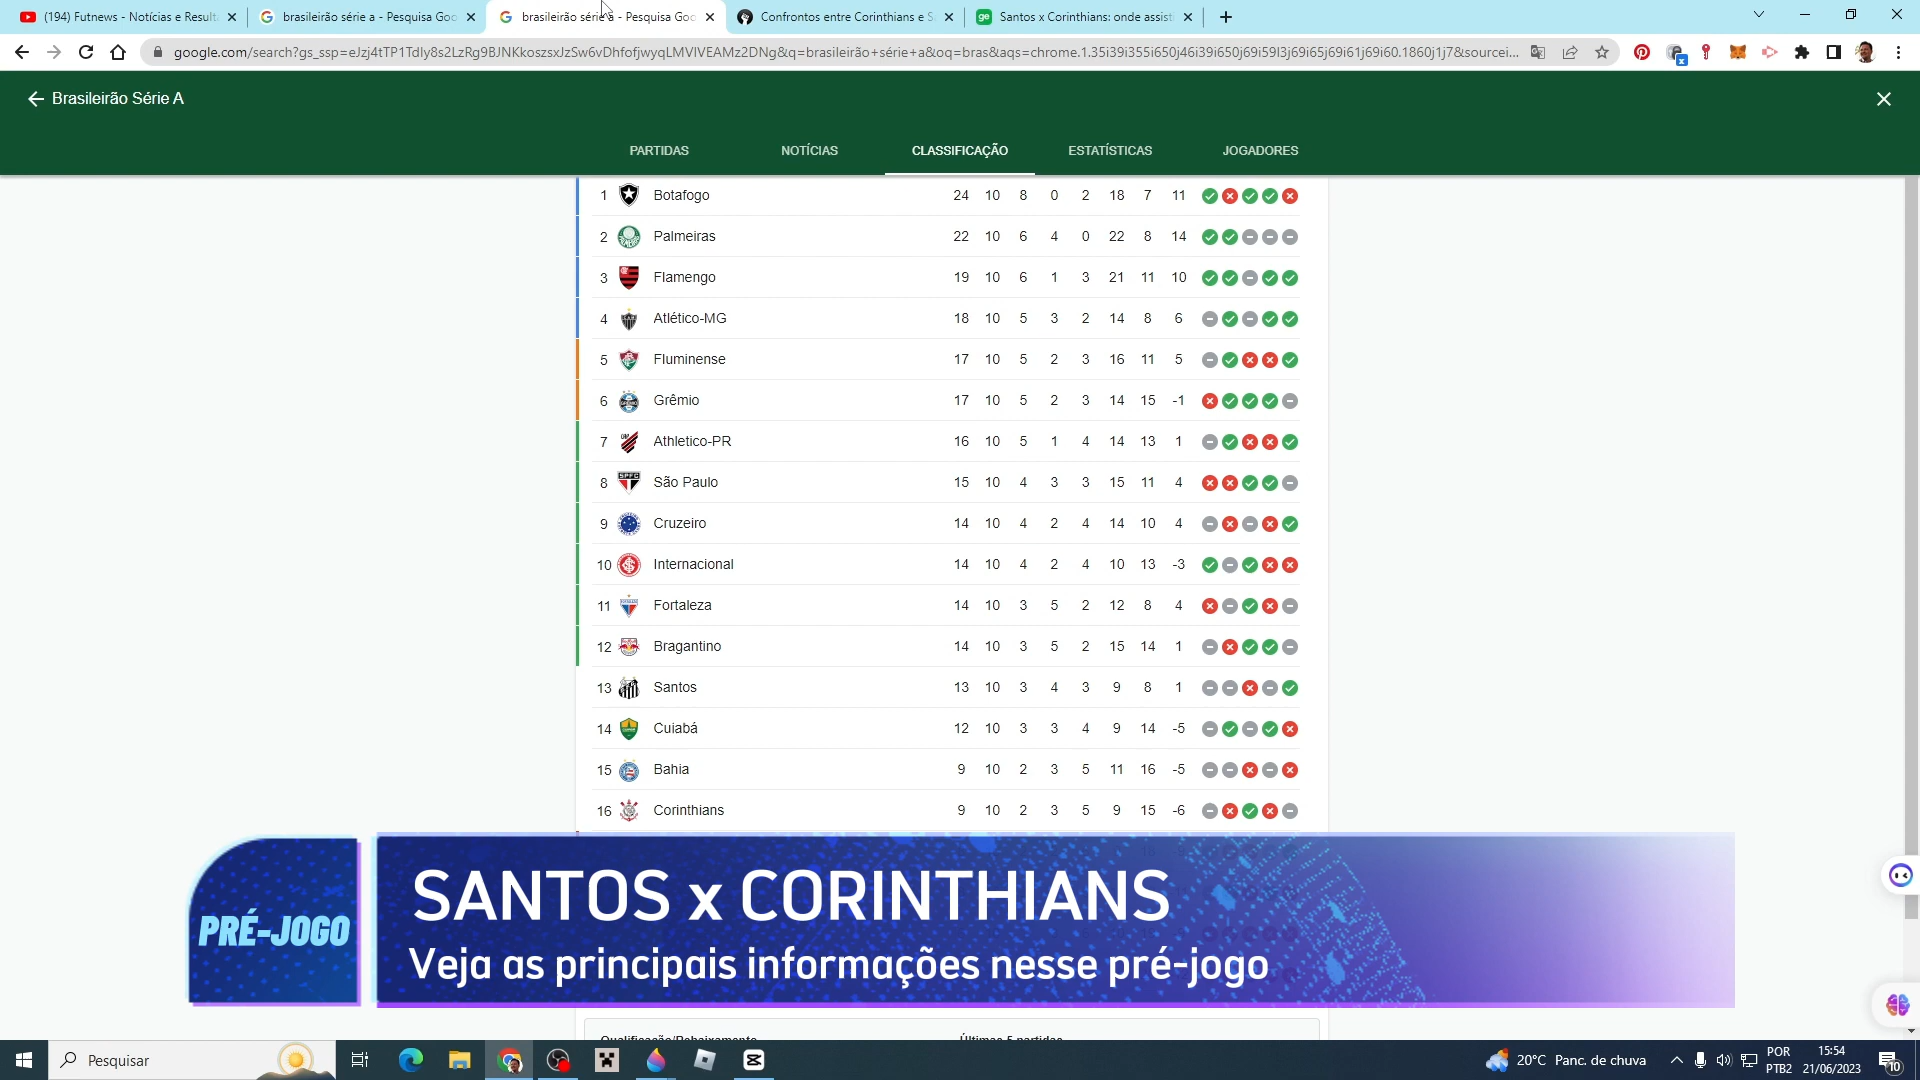 (194) Futnews - Notícias e Result
brasileirão série a - Pesquisa Goo
brasileirão série a - Pesquisa Goo
Confrontos entre Corinthians e S
Santos x Corinthians: onde assist
google.com/search?gs_ssp=eJzj4tTP1TdIy8s2LzRg9BJNKkoszsxJzSw6vDhfofjwyqLMVIVEAMz2DNg&q=brasileirão+série+a&oq=bras&aqs=chrome.1.35i39i355i650j46i39i650j69i59l3j69i65j69i61j69i60.1860j1j7&sourcei...
Brasileirão Série A
PARTIDAS NOTÍCIAS CLASSIFICAÇÃO ESTATÍSTICAS JOGADORES
1 Botafogo 24 10 8 0 2 18 7 11
2 Palmeiras 22 10 6 4 0 22 8 14
3 Flamengo 19 10 6 1 3 21 11 10
4 Atlético-MG 18 10 5 3 2 14 8 6
5 Fluminense 17 10 5 2 3 16 11 5
6 Grêmio 17 10 5 2 3 14 15 -1
7 Athletico-PR 16 10 5 1 4 14 13 1
8 São Paulo 15 10 4 3 3 15 11 4
9 Cruzeiro 14 10 4 2 4 14 10 4
10 Internacional 14 10 4 2 4 10 13 -3
11 Fortaleza 14 10 3 5 2 12 8 4
12 Bragantino 14 10 3 5 2 15 14 1
13 Santos 13 10 3 4 3 9 8 1
14 Cuiabá 12 10 3 3 4 9 14 -5
15 Bahia 9 10 2 3 5 11 16 -5
16 Corinthians 9 10 2 3 5 9 15 -6
PRÉ-JOGO
SANTOS x CORINTHIANS
Veja as principais informações nesse pré-jogo
Qualificação/Rebaixamento Últimas 5 partidas
Pesquisar
20°C Panc. de chuva
POR
PTB2
15:54
21/06/2023
10